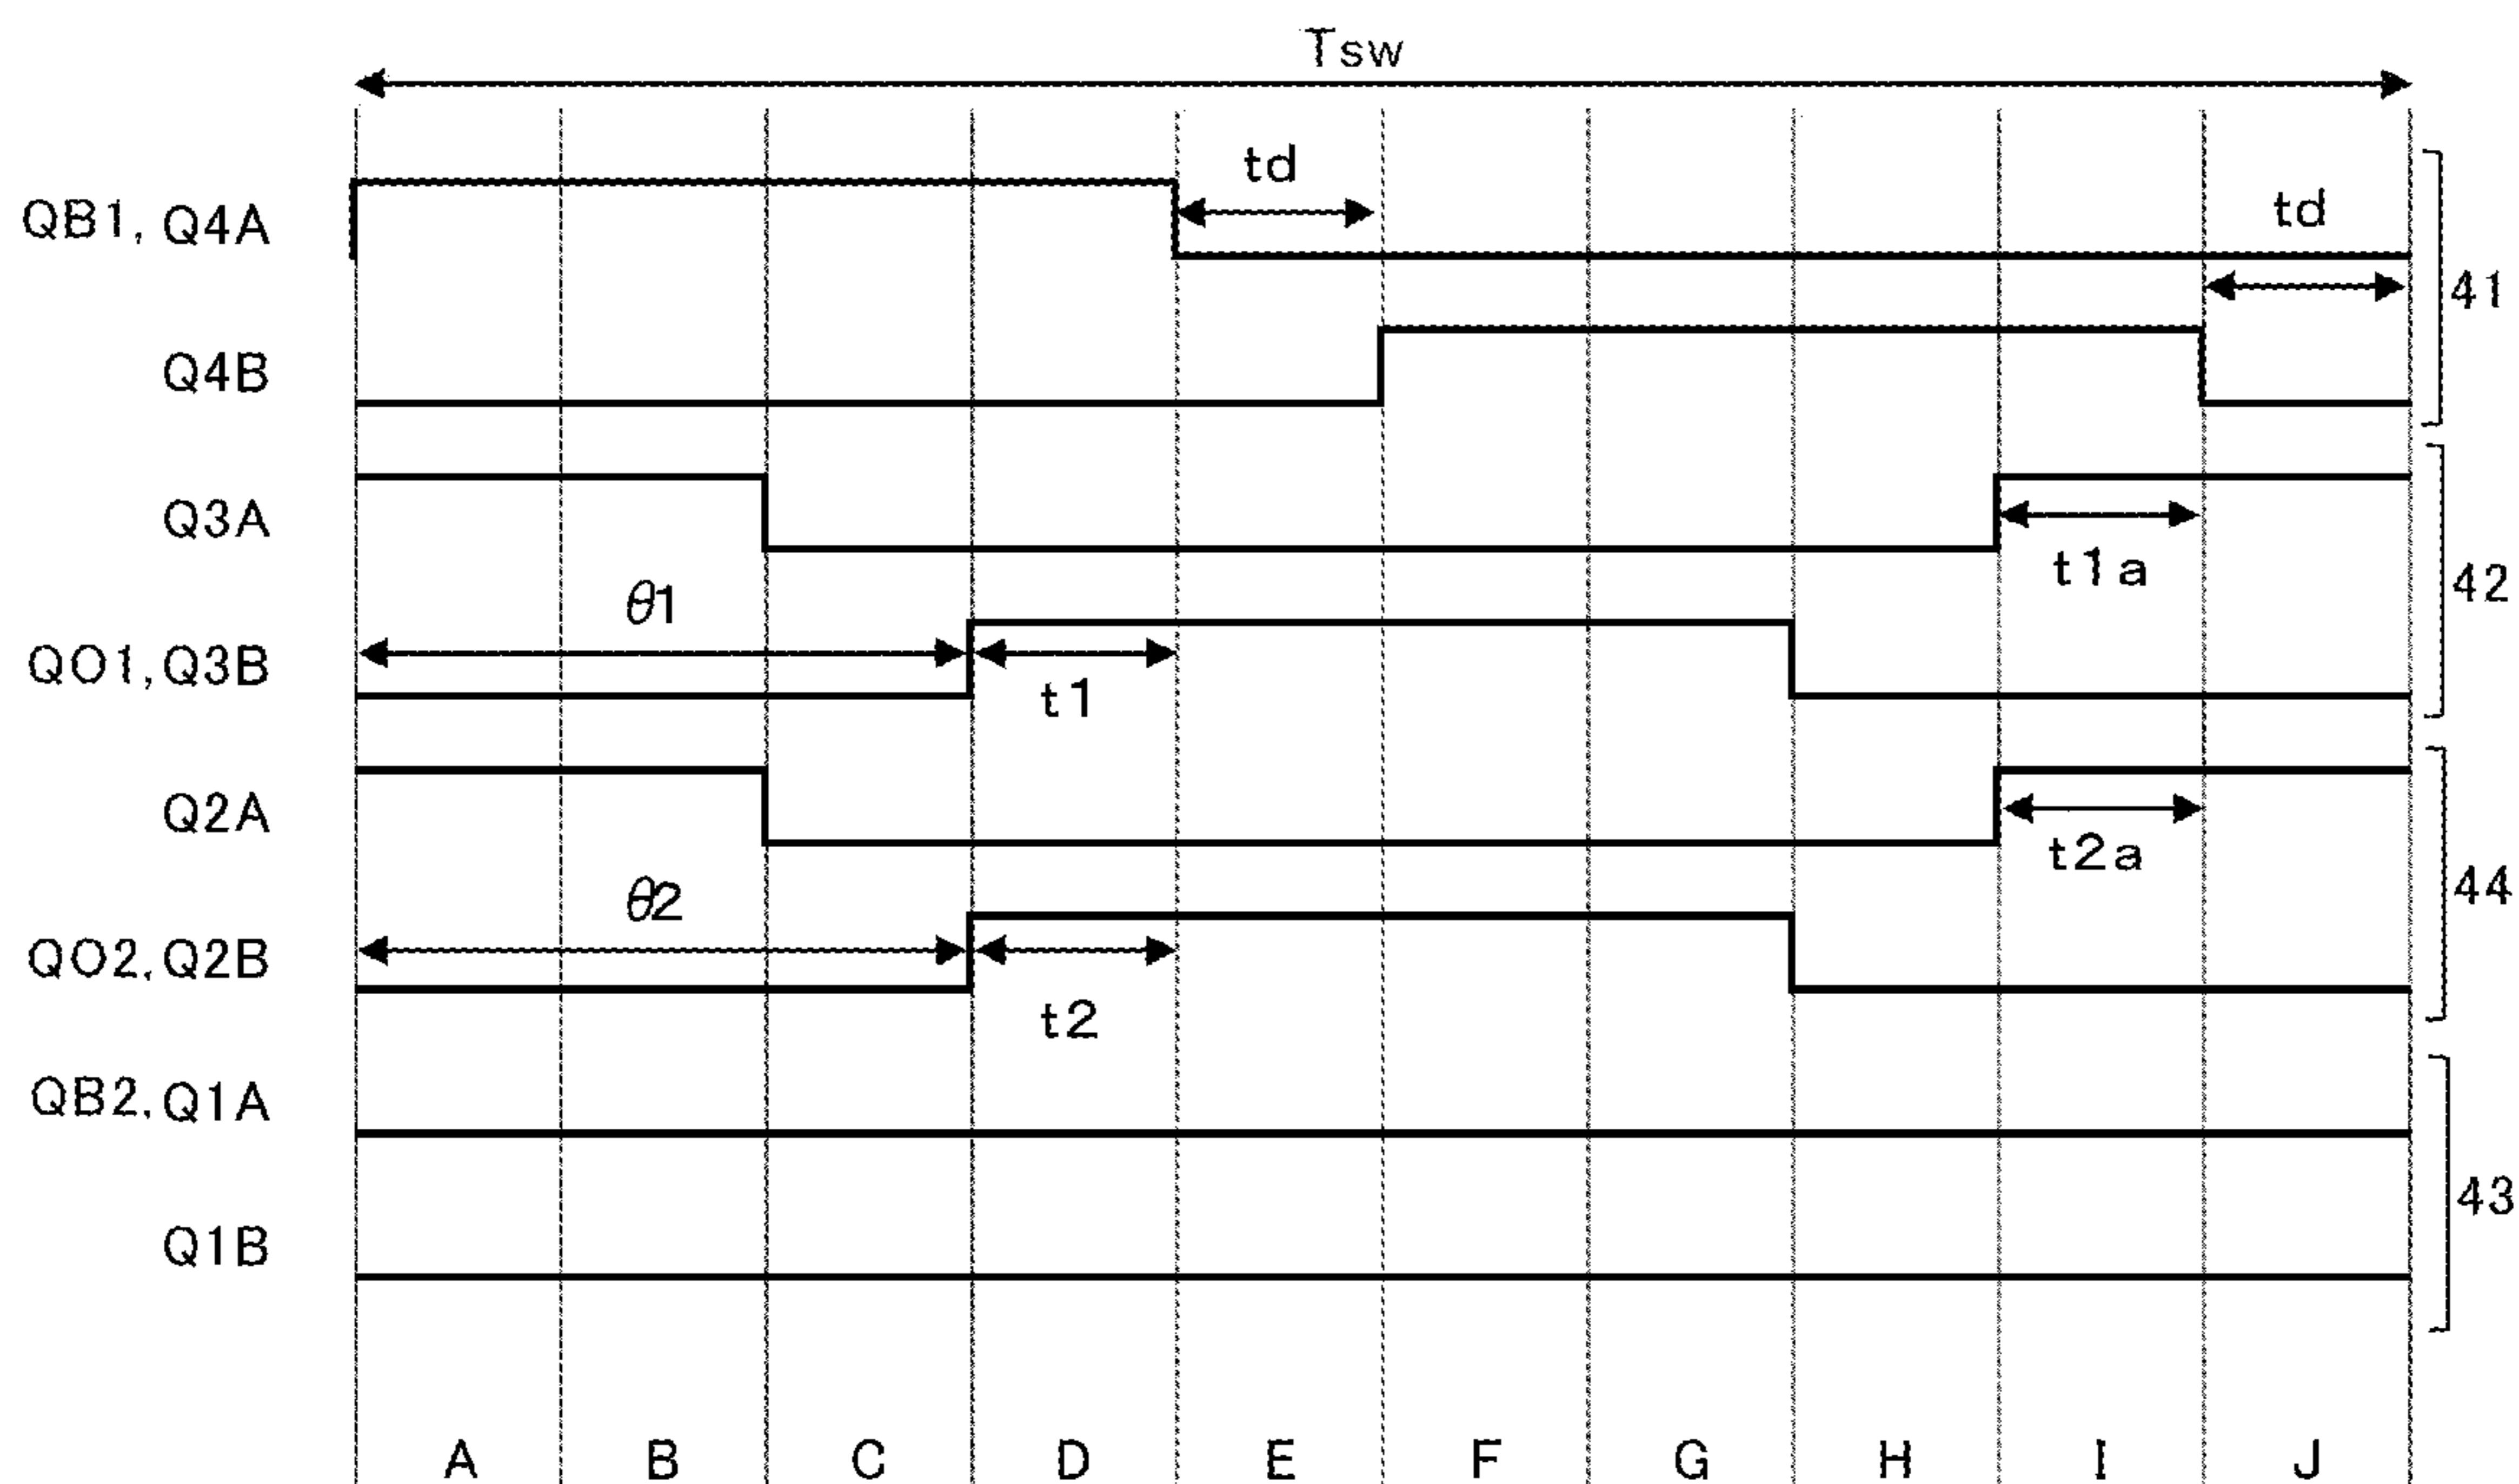 Tsw
td
QB1, Q4A
td
41
Q4B
Q3A
t1a
θ1
42
QO1, Q3B
t1
Q2A
t2a
θ2
44
QO2, Q2B
t2
QB2, Q1A
43
Q1B
A B C D E F G H I J